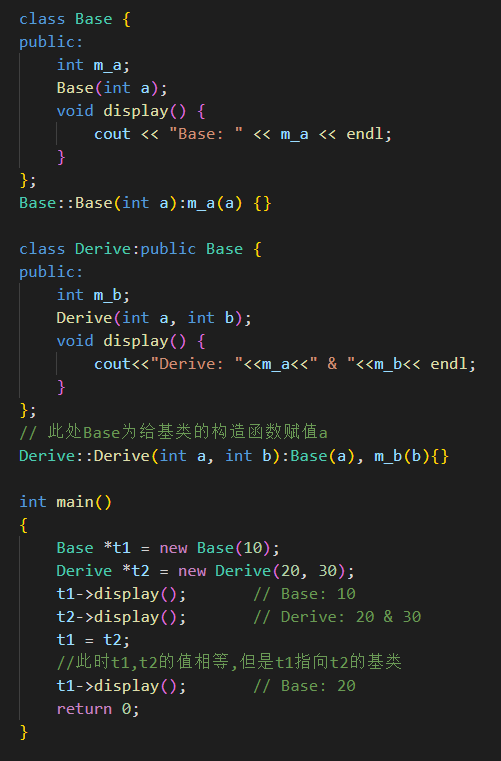 class Base {
public:
    int m_a;
    Base(int a);
    void display() {
        cout << "Base: " << m_a << endl;
    }
};
Base::Base(int a):m_a(a) {}

class Derive:public Base {
public:
    int m_b;
    Derive(int a, int b);
    void display() {
        cout<<"Derive: "<<m_a<<" & "<<m_b<< endl;
    }
};
// 此处Base为给基类的构造函数赋值a
Derive::Derive(int a, int b):Base(a), m_b(b){}

int main()
{
    Base *t1 = new Base(10);
    Derive *t2 = new Derive(20, 30);
    t1->display();      // Base: 10
    t2->display();      // Derive: 20 & 30
    t1 = t2;
    //此时t1,t2的值相等,但是t1指向t2的基类
    t1->display();      // Base: 20
    return 0;
}